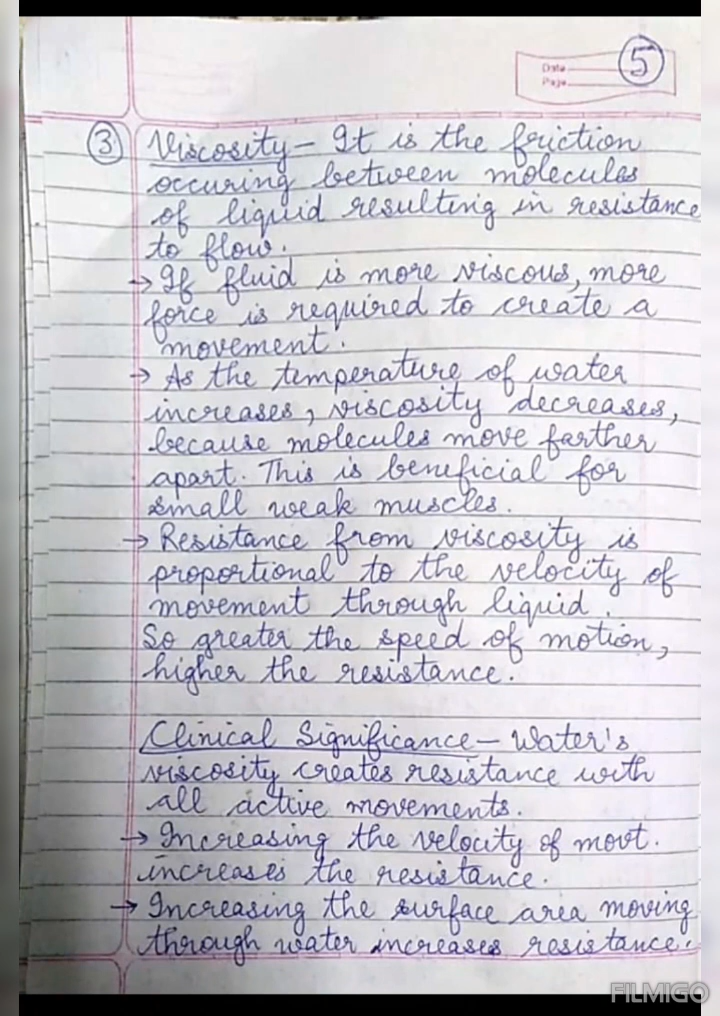 Date
Page
5
3 Viscosity - It is the friction
occuring between molecules
of liquid resulting in resistance
to flow.
→ If fluid is more viscous, more
force is required to create a
movement.
→ As the temperature of water
increases, viscosity decreases,
because molecules move farther
apart. This is beneficial for
small weak muscles.
→ Resistance from viscosity is
proportional to the velocity of
movement through liquid.
So greater the speed of motion,
higher the resistance.
Clinical Significance - Water's
viscosity creates resistance with
all active movements.
→ Increasing the velocity of movt.
increases the resistance.
→ Increasing the surface area moving
through water increases resistance.
FILMIGO